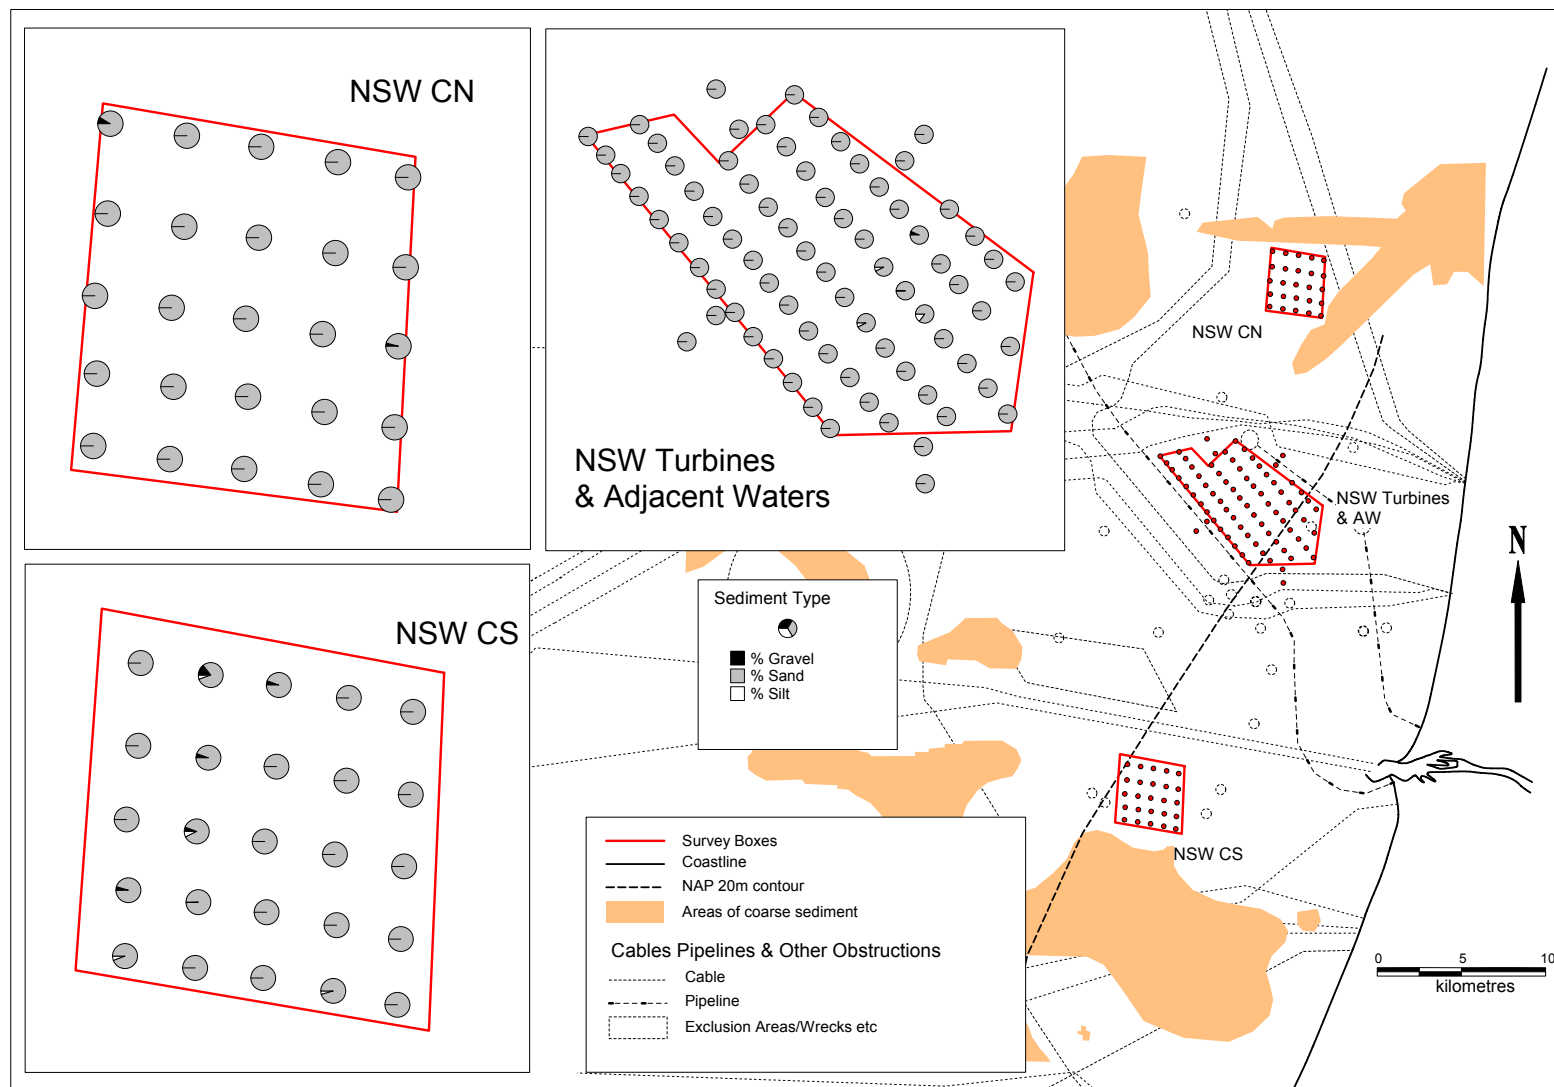 NSW CN
NSW Turbines
& Adjacent Waters
NSW CS
NSW CN
NSW Turbines
& AW
NSW CS
N
Sediment Type
% Gravel
% Sand
% Silt
Survey Boxes
Coastline
NAP 20m contour
Areas of coarse sediment
Cables Pipelines & Other Obstructions
Cable
Pipeline
Exclusion Areas/Wrecks etc
0 5 10
kilometres